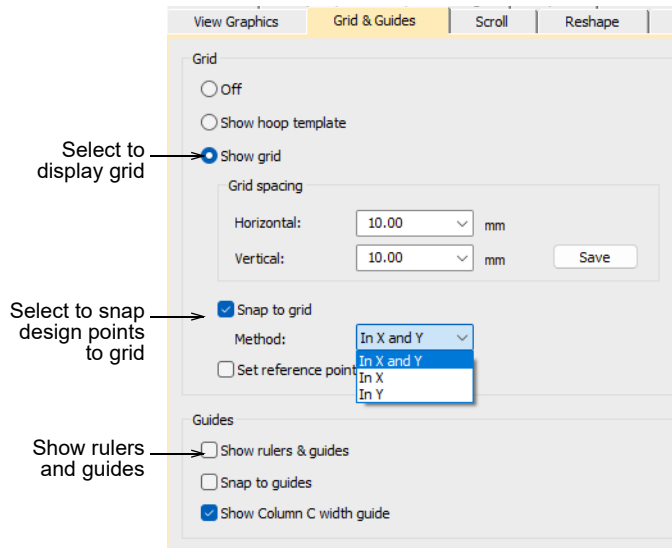 View Graphics Grid & Guides Scroll Reshape
Grid
Off
Show hoop template
Select to
display grid
Show grid
Grid spacing
Horizontal: 10.00 mm
Vertical: 10.00 mm Save
Select to snap
design points
to grid
Snap to grid
Method: In X and Y
In X and Y
In X
In Y
Set reference point
Guides
Show rulers
and guides
Show rulers & guides
Snap to guides
Show Column C width guide